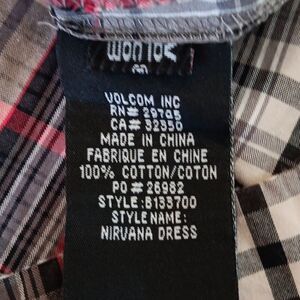 VOLCOM INC
RN# 29705
CA# 32350
MADE IN CHINA
FABRIQUE EN CHINE
100% COTTON/COTON
PO# 26982
STYLE: B133700
STYLE NAME:
NIRVANA DRESS